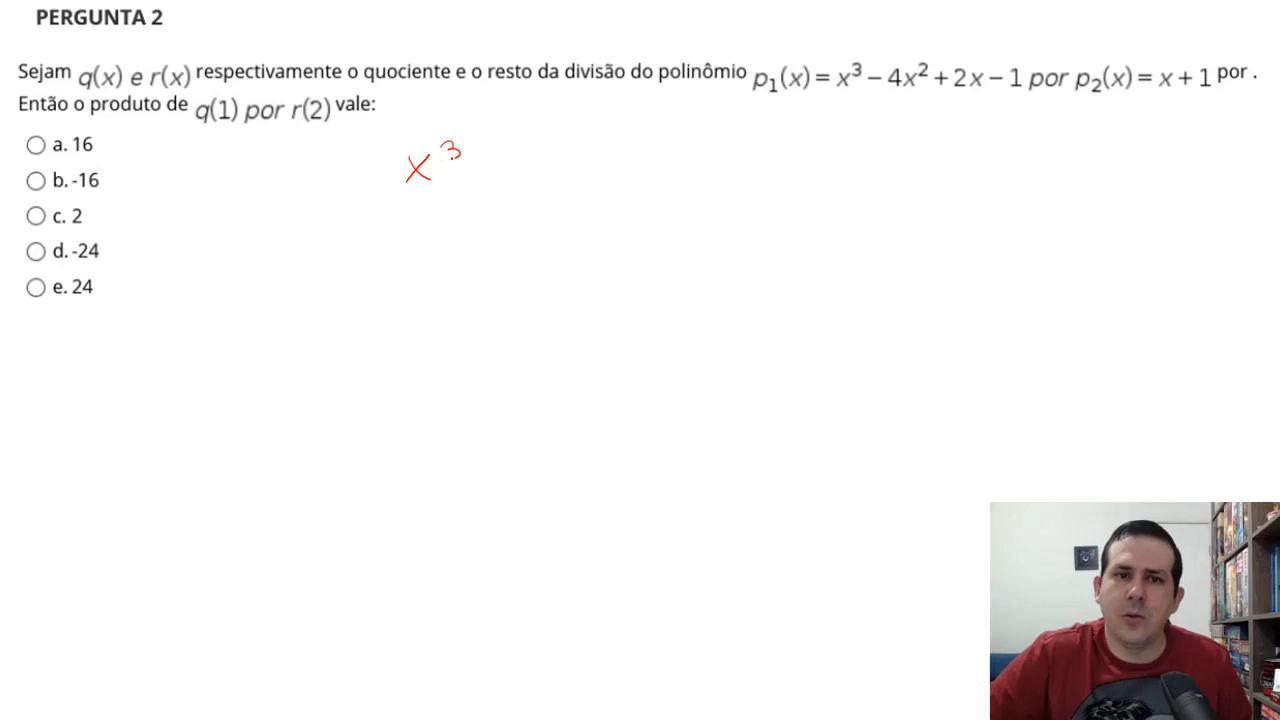 PERGUNTA 2
Sejam q(x) e r(x) respectivamente o quociente e o resto da divisão do polinômio p₁(x) = x³ – 4x² + 2x – 1 por p₂(x) = x + 1 por .
Então o produto de q(1) por r(2) vale:
a. 16
x³
b. -16
c. 2
d. -24
e. 24